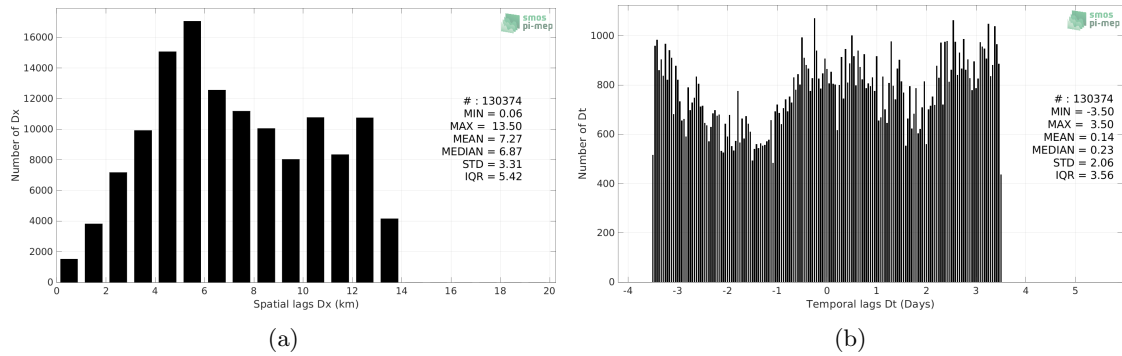 smos
pi-mep
16000
14000
12000
10000
8000
6000
4000
2000
0
Number of Dx
# : 130374
MIN = 0.06
MAX = 13.50
MEAN = 7.27
MEDIAN = 6.87
STD = 3.31
IQR = 5.42
0 2 4 6 8 10 12 14 16 18 20
Spatial lags Dx (km)
(a)
smos
pi-mep
1000
800
600
400
200
0
Number of Dt
# : 130374
MIN = -3.50
MAX = 3.50
MEAN = 0.14
MEDIAN = 0.23
STD = 2.06
IQR = 3.56
-4 -3 -2 -1 0 1 2 3 4 5
Temporal lags Dt (Days)
(b)